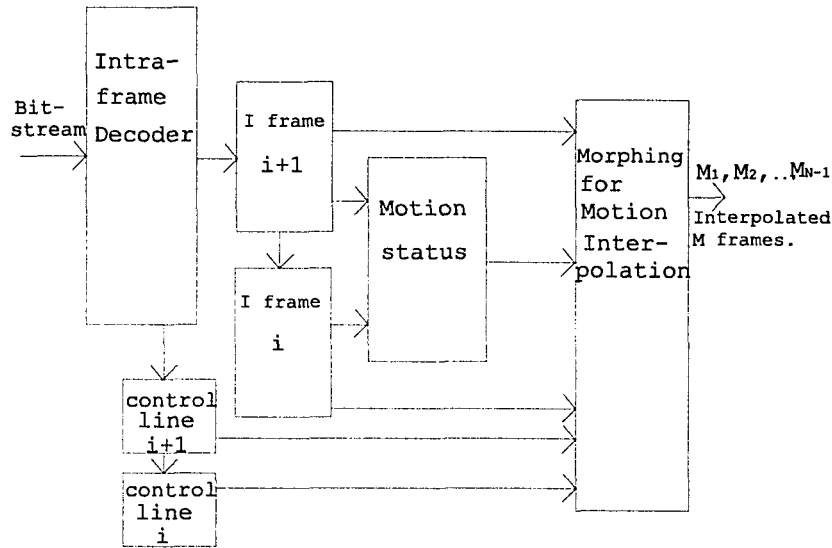 Bit-
stream
Intra-
frame
Decoder
I frame
i+1
I frame
i
Motion
status
control
line
i+1
control
line
i
Morphing
for
Motion
Inter-
polation
M1,M2,..MN-1
Interpolated
M frames.